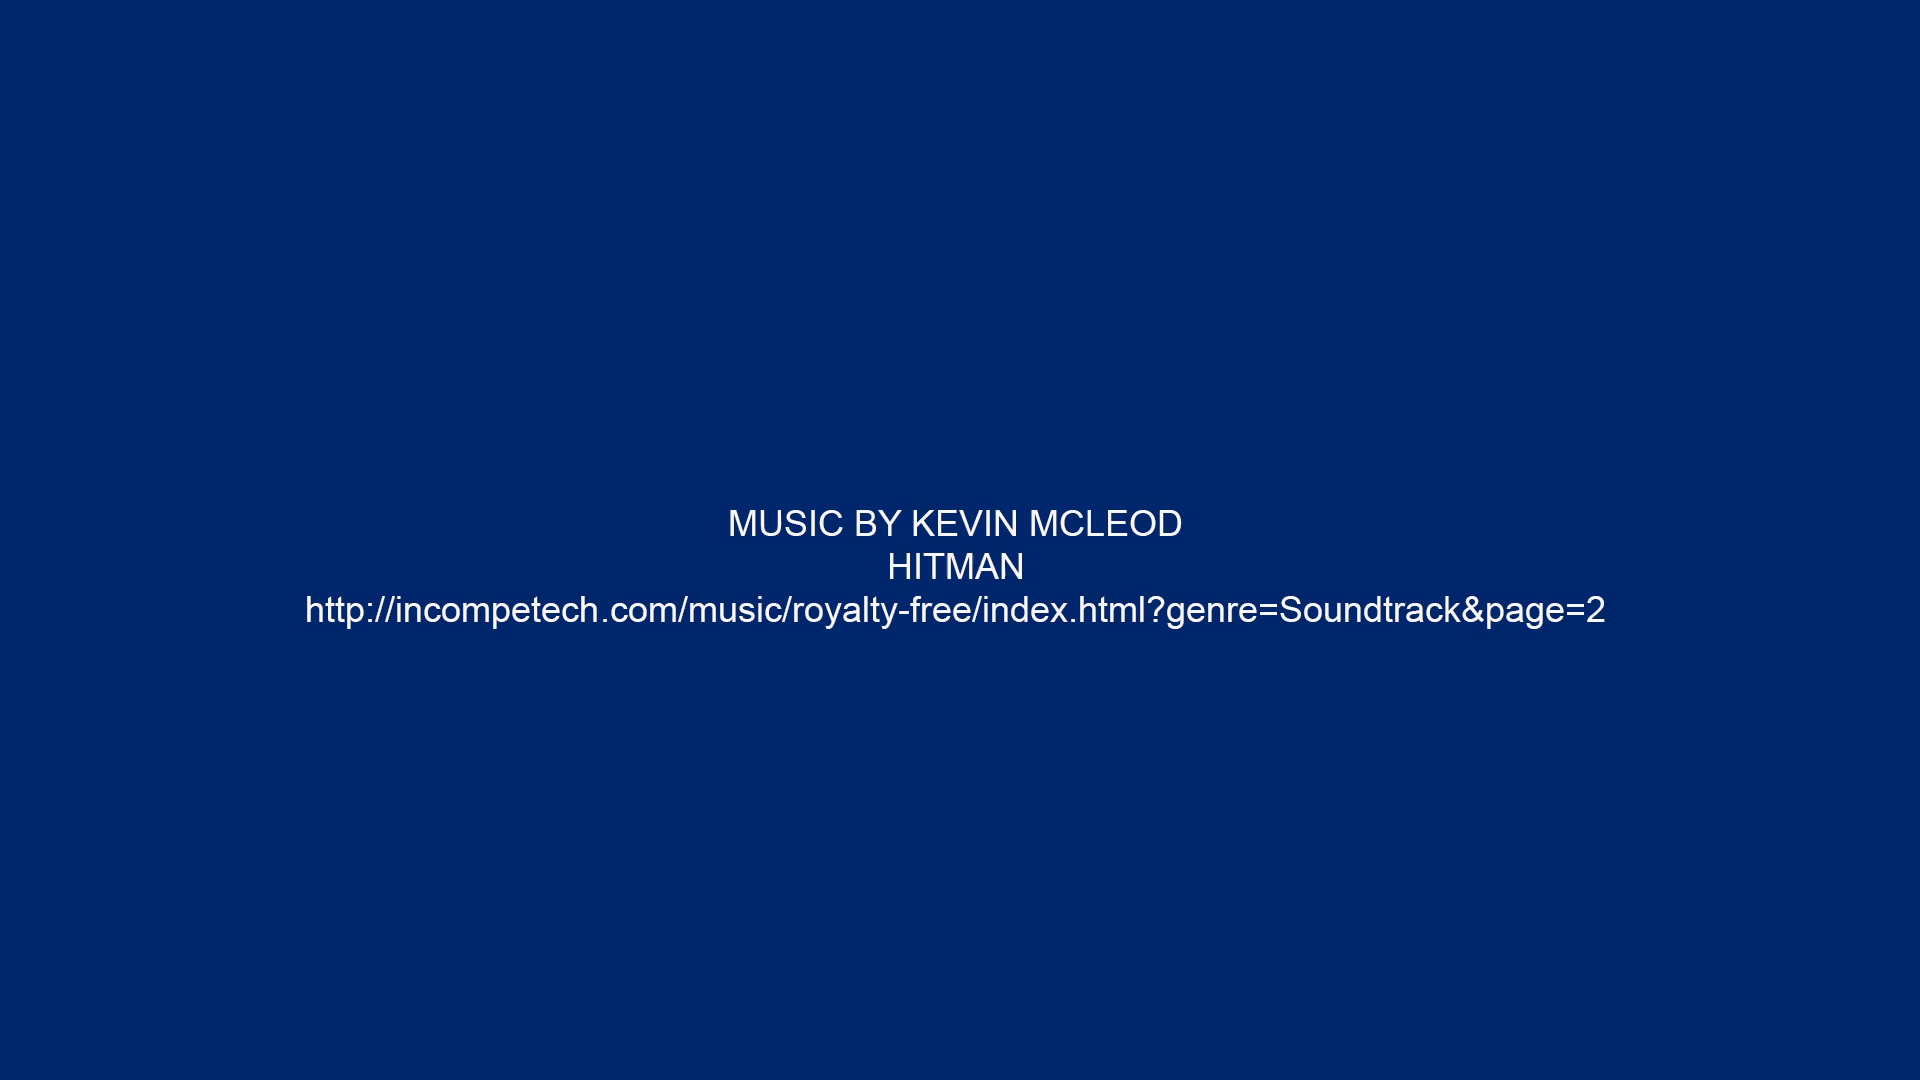 MUSIC BY KEVIN MCLEOD
HITMAN
http://incompetech.com/music/royalty-free/index.html?genre=Soundtrack&page=2